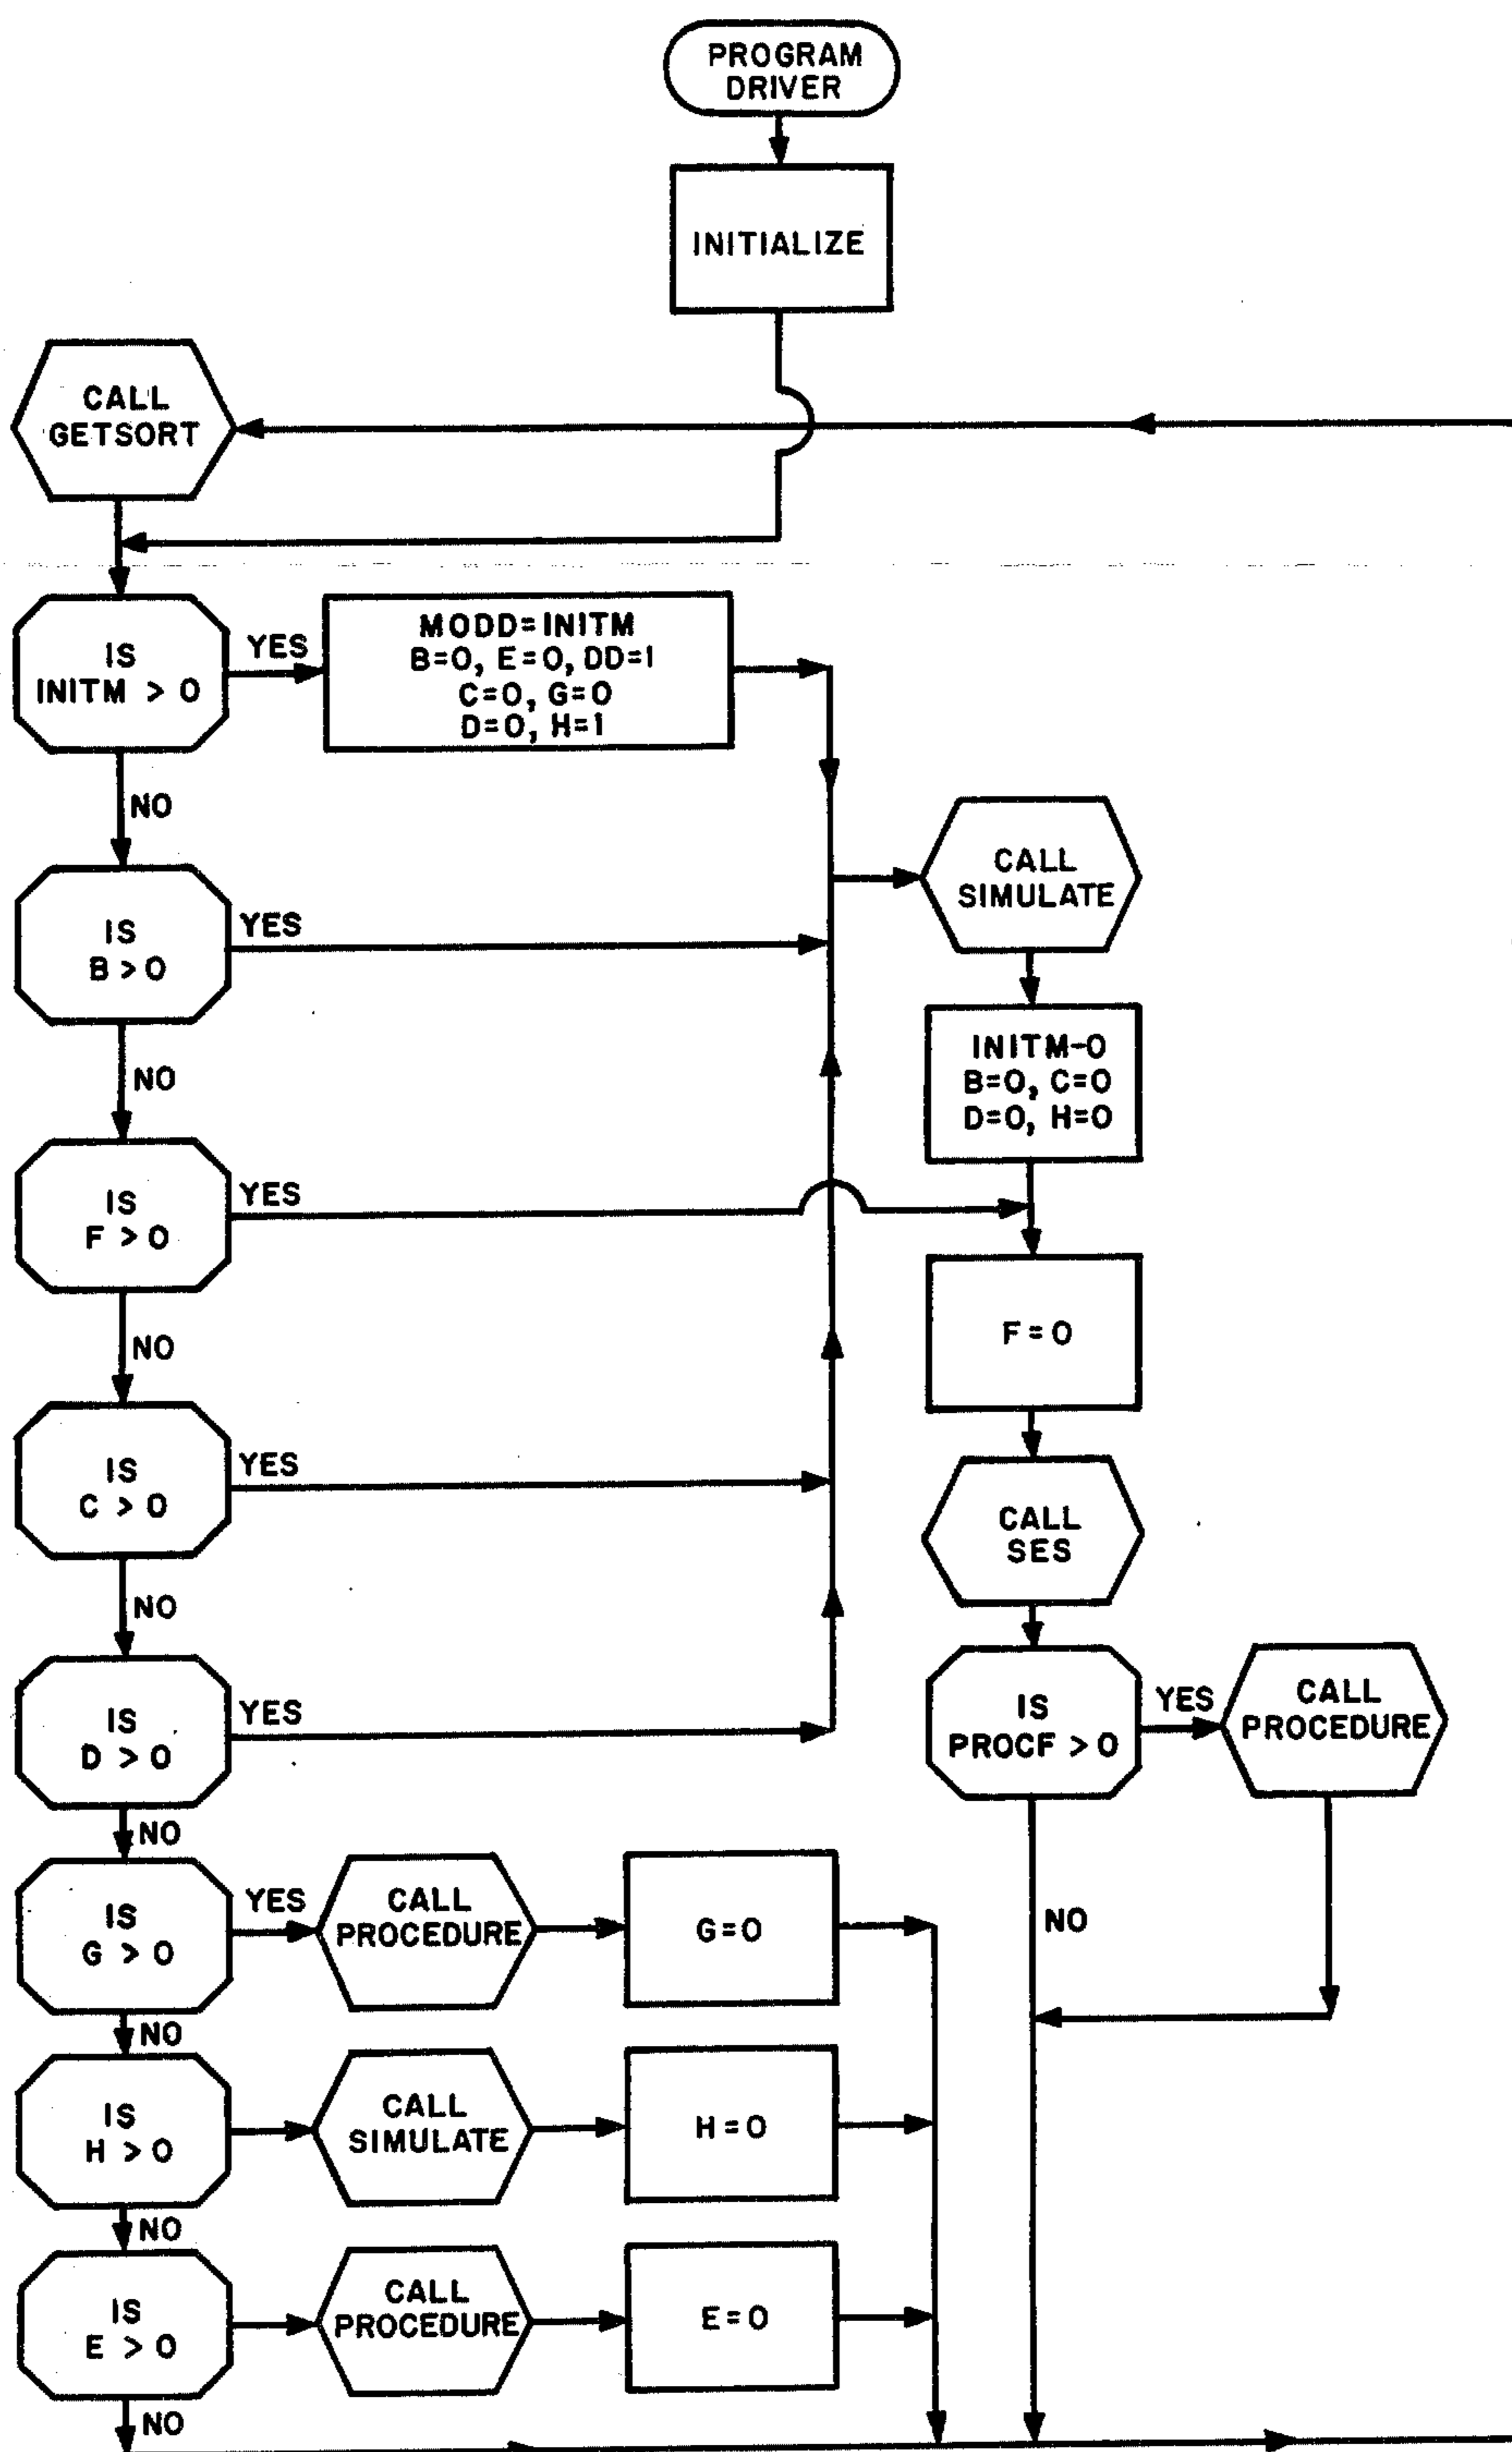 PROGRAM
DRIVER
INITIALIZE
CALL
GETSORT
IS
INITM > 0
YES
MODD=INITM
B=0, E=0, DD=1
C=0, G=0
D=0, H=1
NO
CALL
SIMULATE
IS
B > 0
YES
INITM-0
B=0, C=0
D=0, H=0
NO
IS
F > 0
YES
F = 0
NO
IS
C > 0
YES
CALL
SES
NO
IS
D > 0
YES
IS
PROCF > 0
YES
CALL
PROCEDURE
NO
IS
G > 0
YES
CALL
PROCEDURE
G=0
NO
NO
IS
H > 0
CALL
SIMULATE
H=0
NO
IS
E > 0
CALL
PROCEDURE
E=0
NO